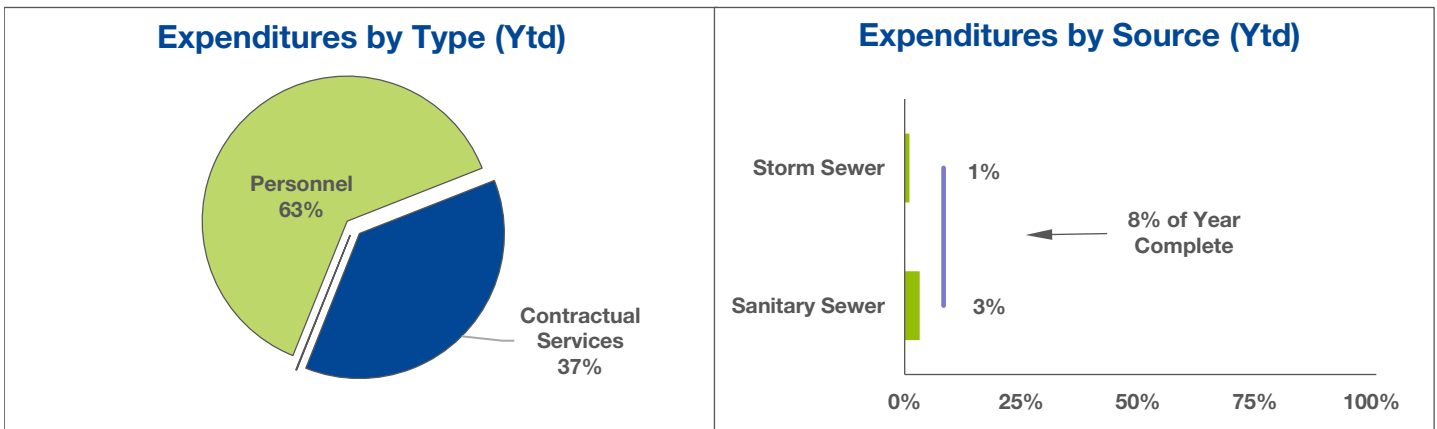 Expenditures by Type (Ytd)
Personnel
63%
Contractual
Services
37%
Expenditures by Source (Ytd)
Storm Sewer
1%
8% of Year
Complete
Sanitary Sewer
3%
0%
25%
50%
75%
100%